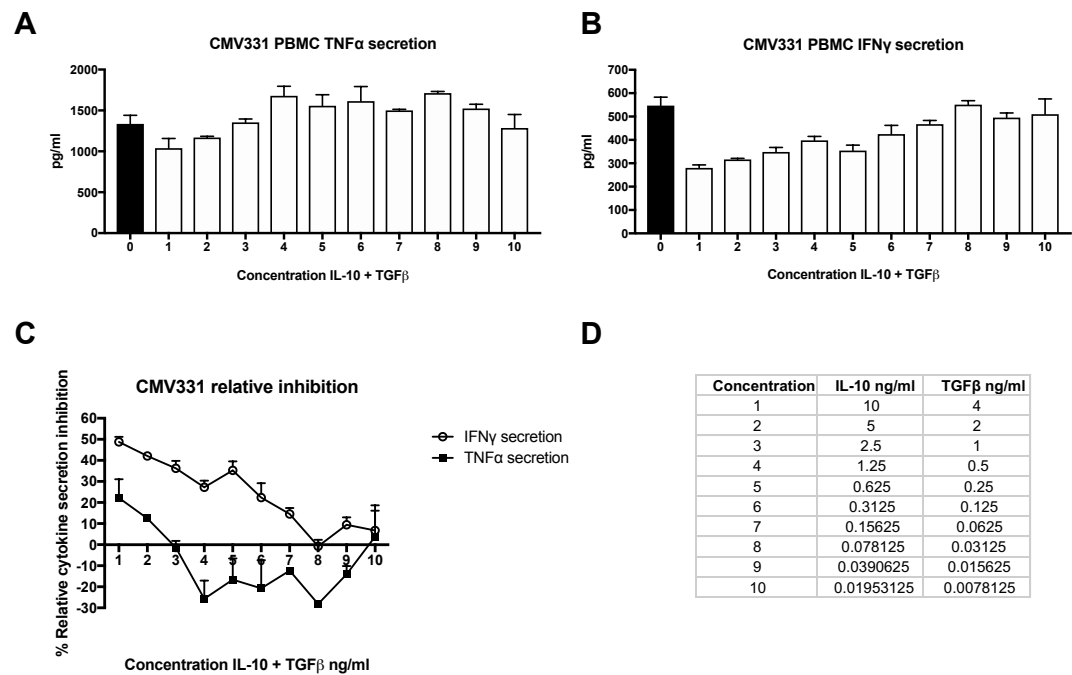 A
CMV331 PBMC TNFα secretion
2000
1500
1000
500
0
pg/ml
0 1 2 3 4 5 6 7 8 9 10
Concentration IL-10 + TGFβ
B
CMV331 PBMC IFNγ secretion
700
600
500
400
300
200
100
0
pg/ml
0 1 2 3 4 5 6 7 8 9 10
Concentration IL-10 + TGFβ
C
CMV331 relative inhibition
% Relative cytokine secretion inhibition
60
50
40
30
20
10
0
-10
-20
-30
1 2 3 4 5 6 7 8 9 10
IFNγ secretion
TNFα secretion
Concentration IL-10 + TGFβ ng/ml
D
Concentration IL-10 ng/ml TGFβ ng/ml
1 10 4
2 5 2
3 2.5 1
4 1.25 0.5
5 0.625 0.25
6 0.3125 0.125
7 0.15625 0.0625
8 0.078125 0.03125
9 0.0390625 0.015625
10 0.01953125 0.0078125